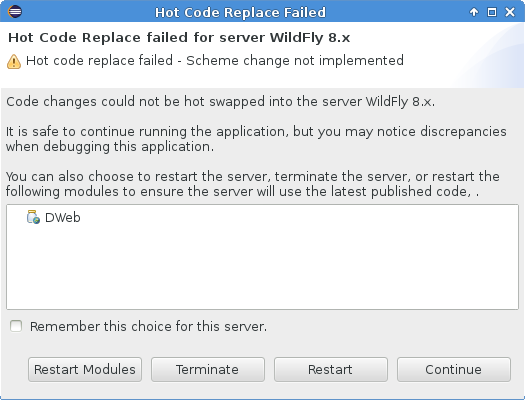 Hot Code Replace Failed
Hot Code Replace failed for server WildFly 8.x
Hot code replace failed - Scheme change not implemented
Code changes could not be hot swapped into the server WildFly 8.x.
It is safe to continue running the application, but you may notice discrepancies
when debugging this application.
You can also choose to restart the server, terminate the server, or restart the
following modules to ensure the server will use the latest published code, .
DWeb
Remember this choice for this server.
Restart Modules
Terminate
Restart
Continue